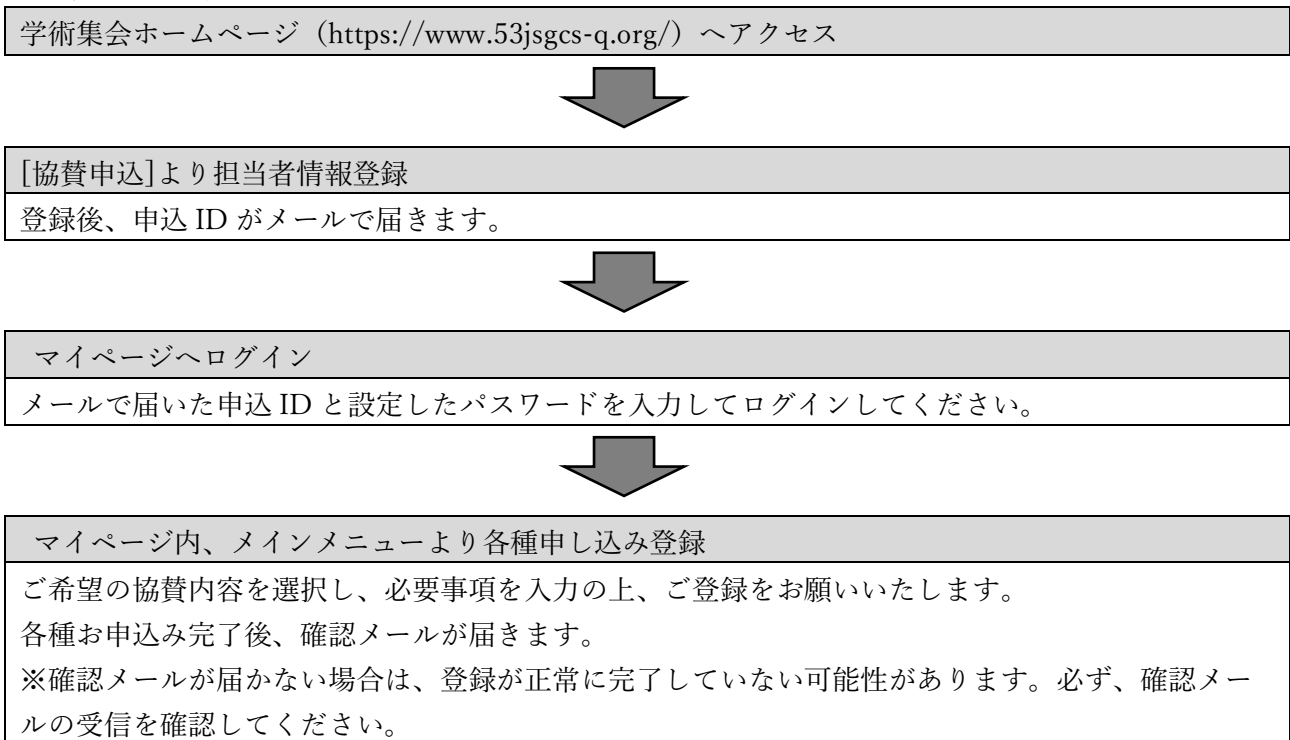 学術集会ホームページ（https://www.53jsgcs-q.org/）へアクセス
[協賛申込]より担当者情報登録
登録後、申込 ID がメールで届きます。
マイページへログイン
メールで届いた申込 ID と設定したパスワードを入力してログインしてください。
マイページ内、メインメニューより各種申し込み登録
ご希望の協賛内容を選択し、必要事項を入力の上、ご登録をお願いいたします。
各種お申込み完了後、確認メールが届きます。
※確認メールが届かない場合は、登録が正常に完了していない可能性があります。必ず、確認メー
ルの受信を確認してください。